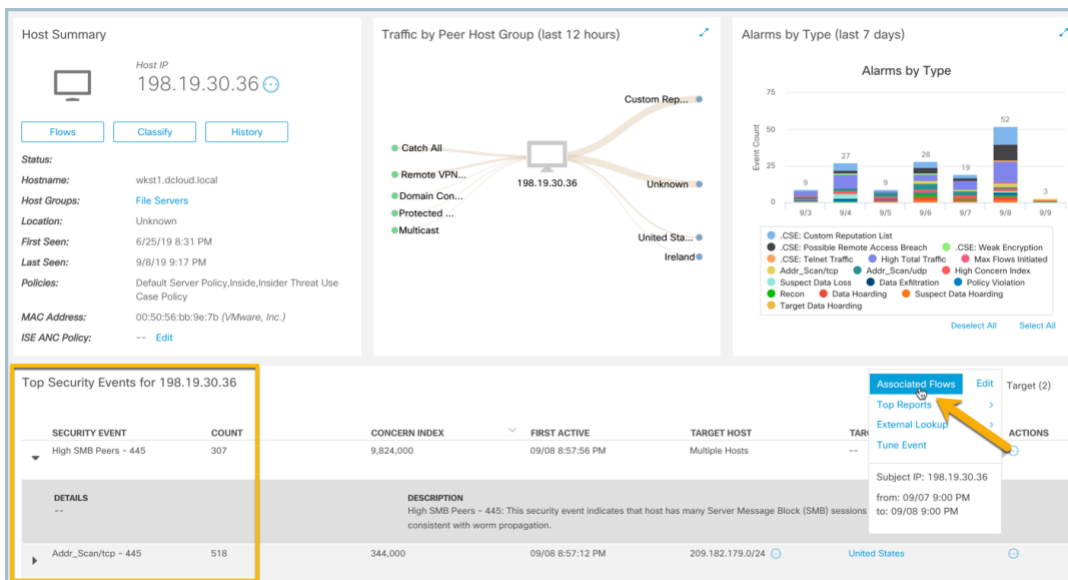 Host Summary
Host IP
198.19.30.36
Flows
Classify
History
Status:
Hostname: wkst1.dcloud.local
Host Groups: File Servers
Location: Unknown
First Seen: 6/25/19 8:31 PM
Last Seen: 9/8/19 9:17 PM
Policies: Default Server Policy,Inside,Insider Threat Use
Case Policy
MAC Address: 00:50:56:bb:9e:7b (VMware, Inc.)
ISE ANC Policy: -- Edit
Traffic by Peer Host Group (last 12 hours)
Custom Rep...
Catch All
Remote VPN...
Domain Con...
Protected ...
Multicast
198.19.30.36
Unknown
United Sta...
Ireland
Alarms by Type (last 7 days)
Alarms by Type
Event Count
75
50
25
0
9
27
9
28
19
52
3
9/3 9/4 9/5 9/6 9/7 9/8 9/9
.CSE: Custom Reputation List
.CSE: Possible Remote Access Breach .CSE: Weak Encryption
.CSE: Telnet Traffic High Total Traffic Max Flows Initiated
Addr_Scan/tcp Addr_Scan/udp High Concern Index
Suspect Data Loss Data Exfiltration Policy Violation
Recon Data Hoarding Suspect Data Hoarding
Target Data Hoarding
Deselect All Select All
Top Security Events for 198.19.30.36
Target (2)
SECURITY EVENT COUNT CONCERN INDEX FIRST ACTIVE TARGET HOST ACTIONS
High SMB Peers - 445 307 9,824,000 09/08 8:57:56 PM Multiple Hosts --
DETAILS
--
DESCRIPTION
High SMB Peers - 445: This security event indicates that host has many Server Message Block (SMB) sessions
consistent with worm propagation.
Addr_Scan/tcp - 445 518 344,000 09/08 8:57:12 PM 209.182.179.0/24 United States
Associated Flows Edit
Top Reports
External Lookup
Tune Event
Subject IP: 198.19.30.36
from: 09/07 9:00 PM
to: 09/08 9:00 PM